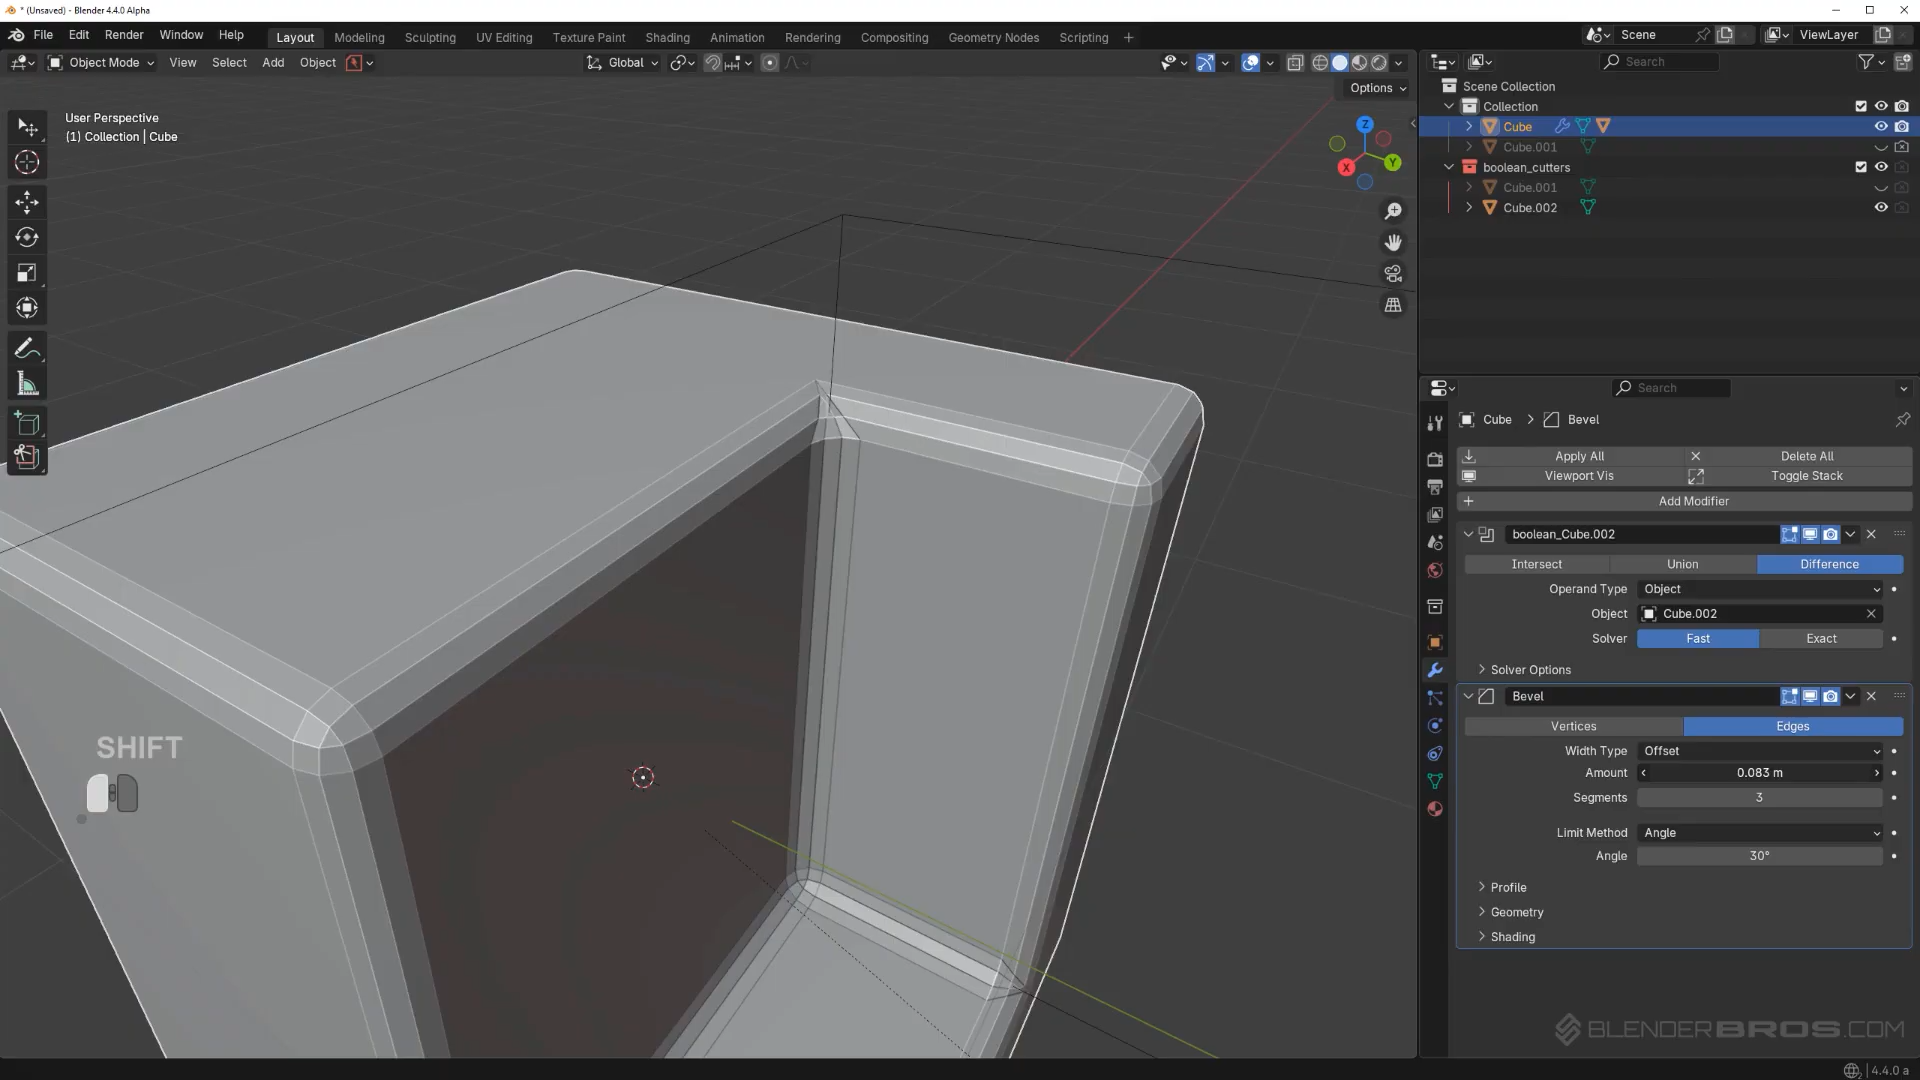 * (Unsaved) - Blender 4.4.0 Alpha
File Edit Render Window Help Layout Modeling Sculpting UV Editing Texture Paint Shading Animation Rendering Compositing Geometry Nodes Scripting + Scene ViewLayer
Object Mode View Select Add Object Global
Options
User Perspective
(1) Collection | Cube
Z
X
Y
SHIFT
Search
Scene Collection
Collection
Cube
Cube.001
boolean_cutters
Cube.001
Cube.002
Search
Cube > Bevel
Apply All Delete All
Viewport Vis Toggle Stack
Add Modifier
boolean_Cube.002
Intersect Union Difference
Operand Type Object
Object Cube.002
Solver Fast Exact
Solver Options
Bevel
Vertices Edges
Width Type Offset
Amount 0.083 m
Segments 3
Limit Method Angle
Angle 30°
Profile
Geometry
Shading
BLENDERBROS.COM
4.4.0 a